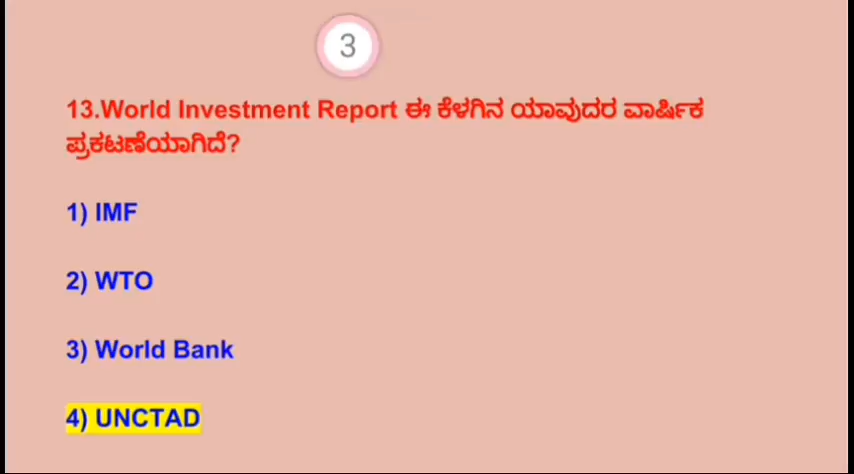 3
13.World Investment Report ಈ ಕೆಳಗಿನ ಯಾವುದರ ವಾರ್ಷಿಕ
ಪ್ರಕಟಣೆಯಾಗಿದೆ?
1) IMF
2) WTO
3) World Bank
4) UNCTAD